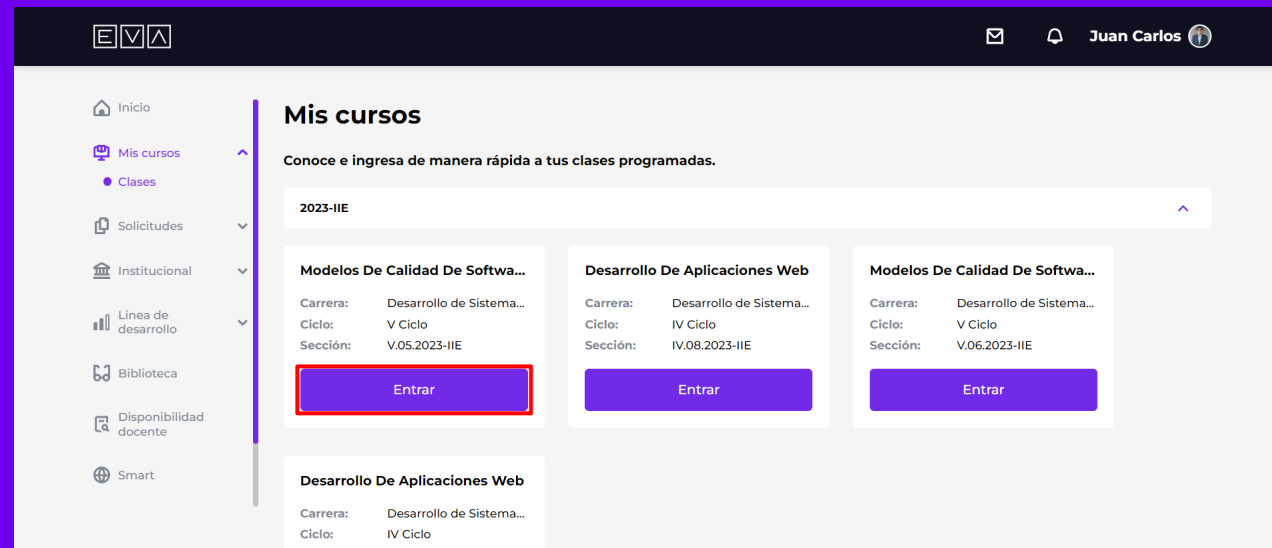 EVA
Juan Carlos
Inicio
Mis cursos
Clases
Solicitudes
Institucional
Linea de
desarrollo
Biblioteca
Disponibilidad
docente
Smart
Mis cursos
Conoce e ingresa de manera rápida a tus clases programadas.
2023-IIE
Modelos De Calidad De Softwa...
Carrera: Desarrollo de Sistema...
Ciclo: V Ciclo
Sección: V.05.2023-IIE
Entrar
Desarrollo De Aplicaciones Web
Carrera: Desarrollo de Sistema...
Ciclo: IV Ciclo
Sección: IV.08.2023-IIE
Entrar
Modelos De Calidad De Softwa...
Carrera: Desarrollo de Sistema...
Ciclo: V Ciclo
Sección: V.06.2023-IIE
Entrar
Desarrollo De Aplicaciones Web
Carrera: Desarrollo de Sistema...
Ciclo: IV Ciclo